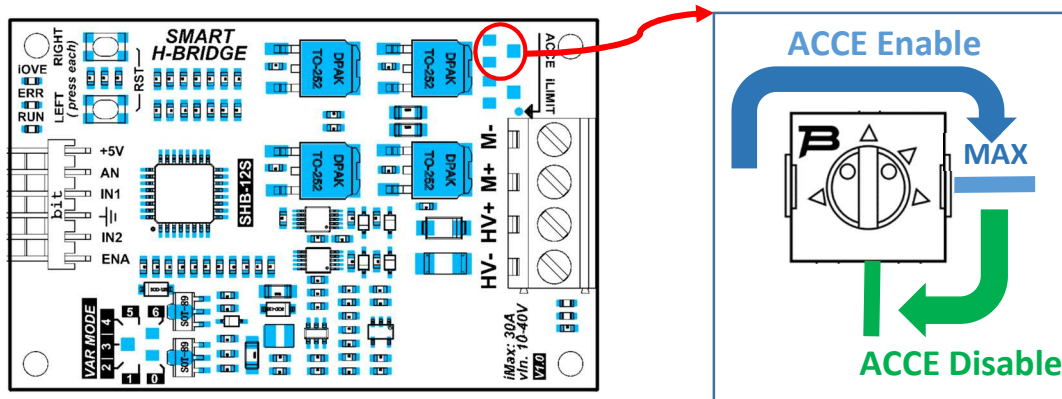 SMART
H-BRIDGE
RIGHT
LEFT
(press each)
RST
iOVE
ERR
RUN
+5V
AN
IN1
IN2
ENA
bit
SHB-12S
DPAK
TO-252
DPAK
TO-252
DPAK
TO-252
DPAK
TO-252
ACCE
iLIMIT
M-
M+
HV+
HV-
SOT-89
SOT-89
VAR MODE
2 3 4
5 6
1 0
iMax: 30A
vIn. 10-40V
V1.0
ACCE Enable
MAX
ACCE Disable